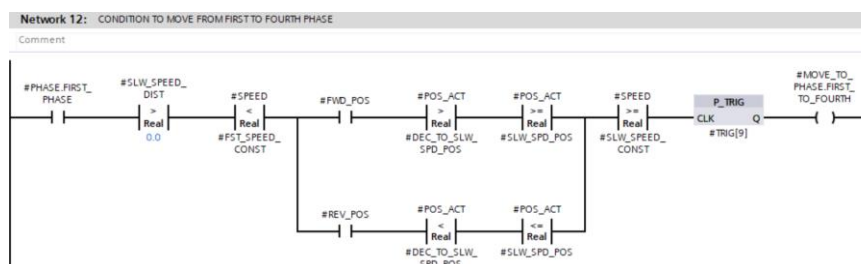 Network 12: CONDITION TO MOVE FROM FIRST TO FOURTH PHASE
Comment
#PHASE.FIRST_
PHASE
#SLW_SPEED_
DIST
>
Real
0.0
#SPEED
<
Real
#FST_SPEED_
CONST
#FWD_POS
#POS_ACT
>
Real
#DEC_TO_SLW_
SPD_POS
#POS_ACT
>=
Real
#SLW_SPD_POS
#SPEED
>=
Real
#SLW_SPEED_
CONST
P_TRIG
CLK Q
#TRIG[9]
#MOVE_TO_
PHASE.FIRST_
TO_FOURTH
#REV_POS
#POS_ACT
<
Real
#DEC_TO_SLW_
SPD_POS
#POS_ACT
<=
Real
#SLW_SPD_POS